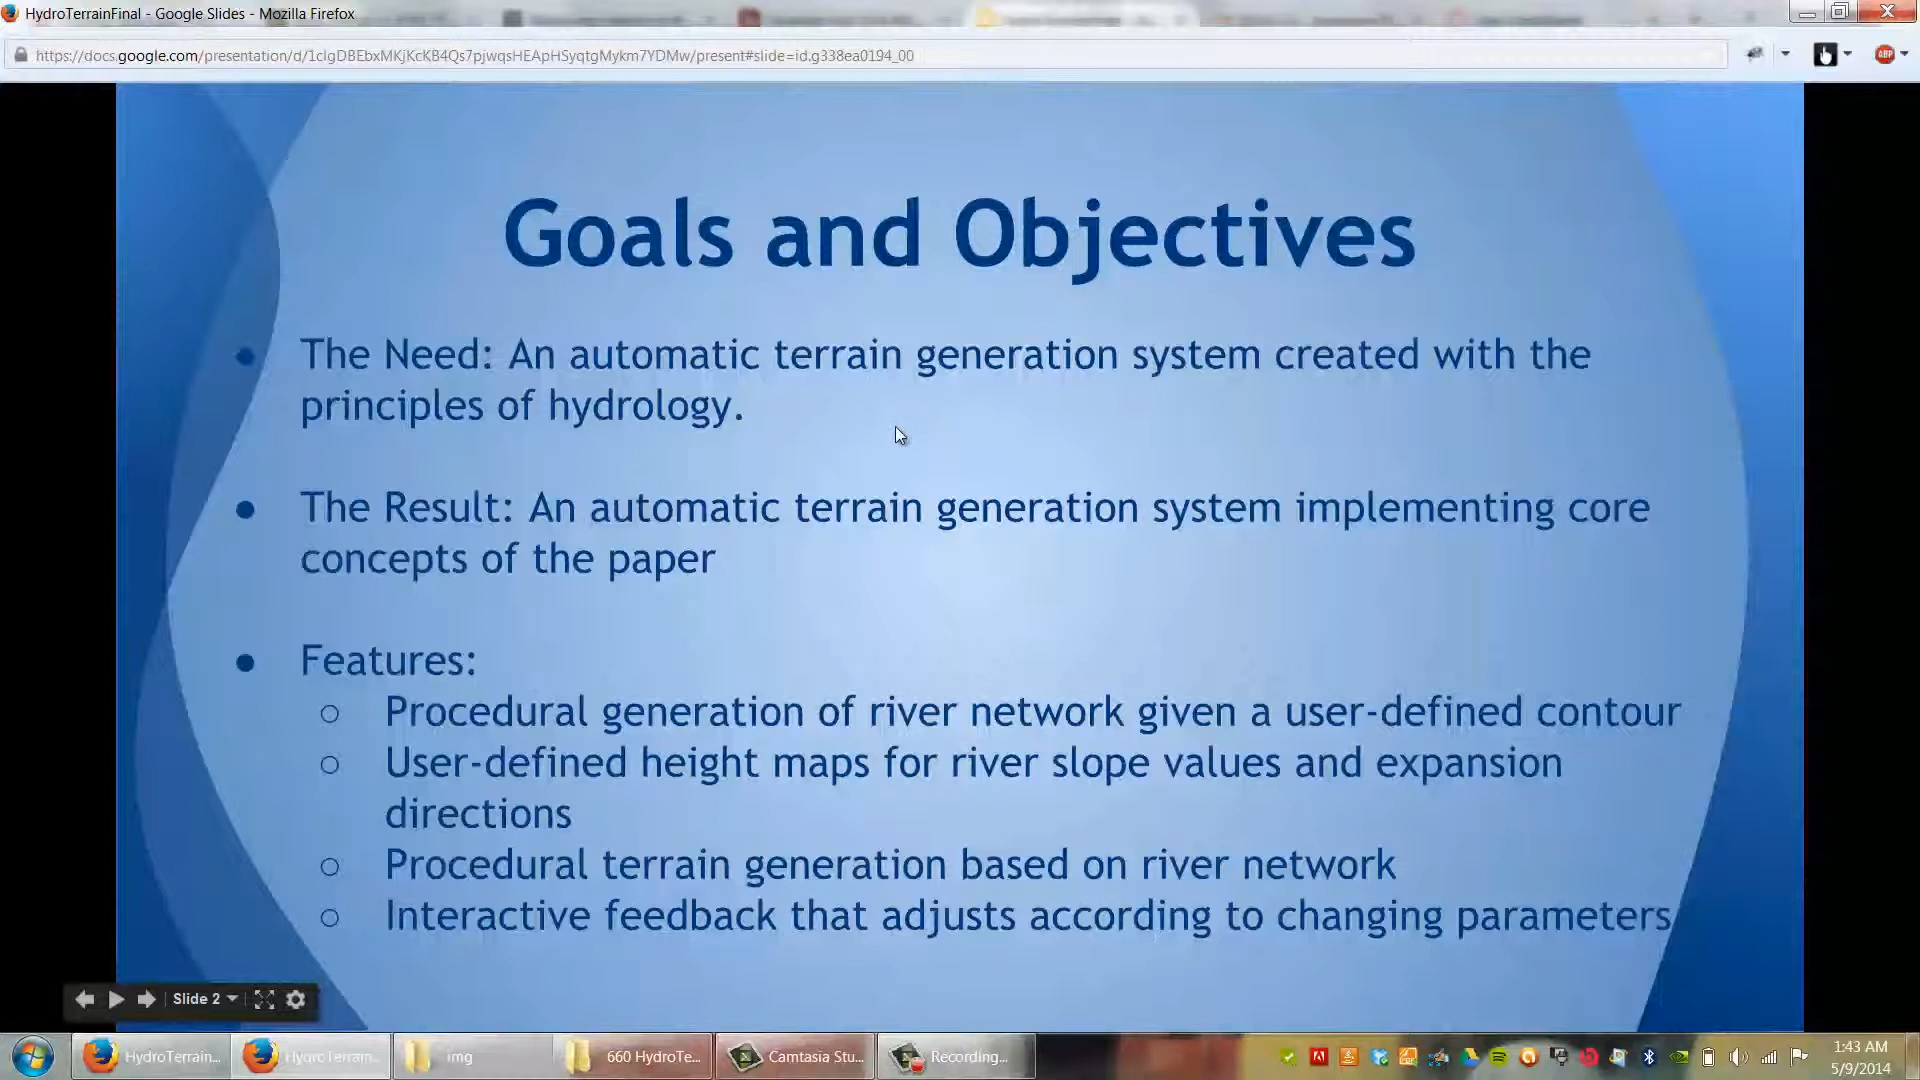 HydroTerrainFinal - Google Slides - Mozilla Firefox
https://docs.google.com/presentation/d/1cIgDBEbxMKjKcKB4Qs7pjwqsHEApHSyqtgMykm7YDMw/present#slide=id.g338ea0194_00
ABP
Goals and Objectives
● The Need: An automatic terrain generation system created with the
principles of hydrology.
● The Result: An automatic terrain generation system implementing core
concepts of the paper
● Features:
○ Procedural generation of river network given a user-defined contour
○ User-defined height maps for river slope values and expansion
directions
○ Procedural terrain generation based on river network
○ Interactive feedback that adjusts according to changing parameters
Slide 2
HydroTerrain... HydroTerrain... img 660 HydroTe... Camtasia Stu... Recording...
1:43 AM
5/9/2014